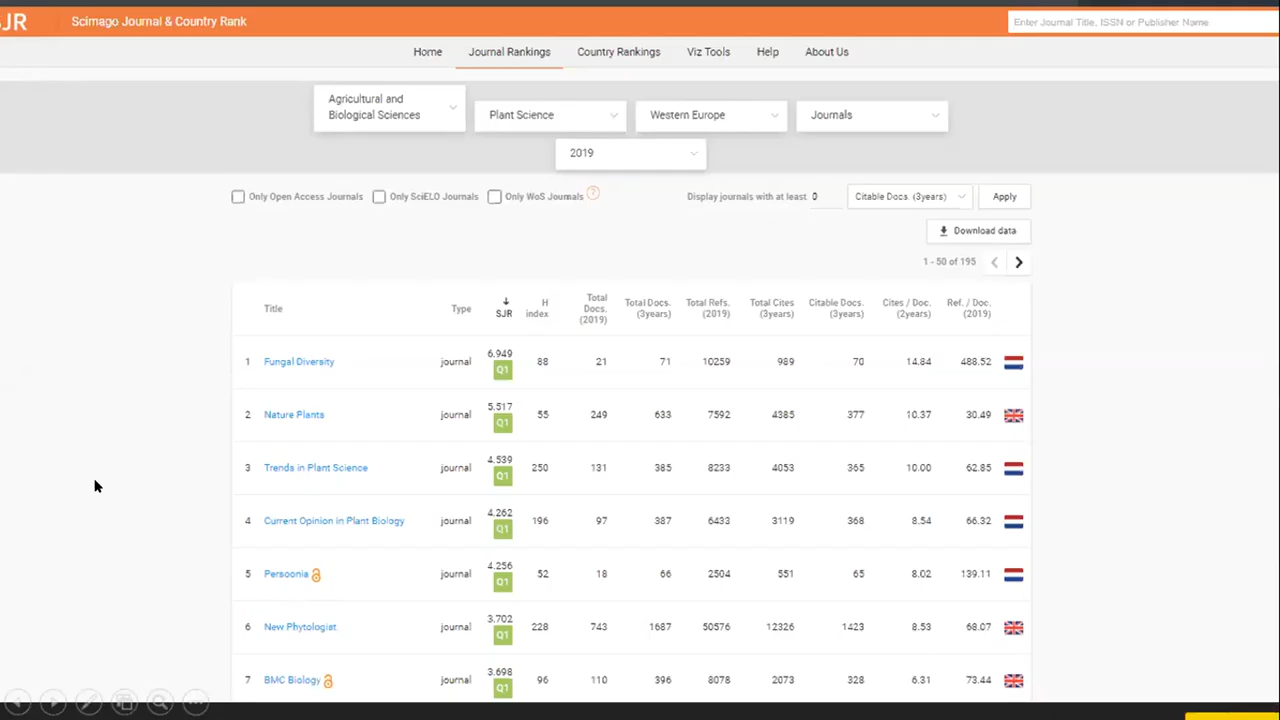 SJR Scimago Journal & Country Rank Enter Journal Title, ISSN or Publisher Name
Home Journal Rankings Country Rankings Viz Tools Help About Us
Agricultural and
Biological Sciences
Plant Science Western Europe Journals
2019
Only Open Access Journals Only SciELO Journals Only WoS Journals ? Display journals with at least 0 Citable Docs. (3years) Apply
Download data
1 - 50 of 195
Title Type SJR H index Total Docs. (2019) Total Docs. (3years) Total Refs. (2019) Total Cites (3years) Citable Docs. (3years) Cites / Doc. (2years) Ref. / Doc. (2019)
1 Fungal Diversity journal 6.949 Q1 88 21 71 10259 989 70 14.84 488.52
2 Nature Plants journal 5.517 Q1 55 249 633 7592 4385 377 10.37 30.49
3 Trends in Plant Science journal 4.539 Q1 250 131 385 8233 4053 365 10.00 62.85
4 Current Opinion in Plant Biology journal 4.262 Q1 196 97 387 6433 3119 368 8.54 66.32
5 Persoonia journal 4.256 Q1 52 18 66 2504 551 65 8.02 139.11
6 New Phytologist journal 3.702 Q1 228 743 1687 50576 12326 1423 8.53 68.07
7 BMC Biology journal 3.698 Q1 96 110 396 8078 2073 328 6.31 73.44